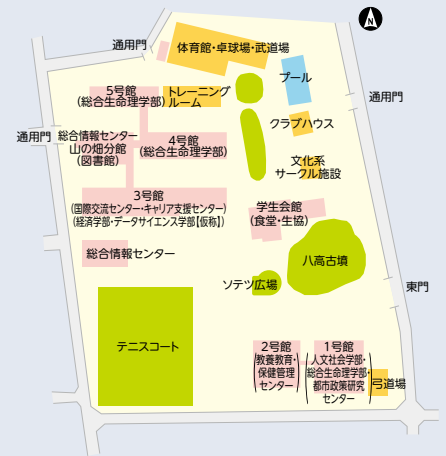 N
通用門
体育館・卓球場・武道場
プール
5号館
(総合生命理学部)
トレーニング
ルーム
通用門
クラブハウス
通用門
総合情報センター
山の畑分館
(図書館)
4号館
(総合生命理学部)
文化系
サークル施設
3号館
(国際交流センター・キャリア支援センター)
(経済学部・データサイエンス学部【仮称】)
学生会館
(食堂・生協)
総合情報センター
八高古墳
ソテツ広場
東門
テニスコート
2号館
(教養教育・
保健管理
センター)
1号館
(人文社会学部・
総合生命理学部・
都市政策研究
センター)
弓道場